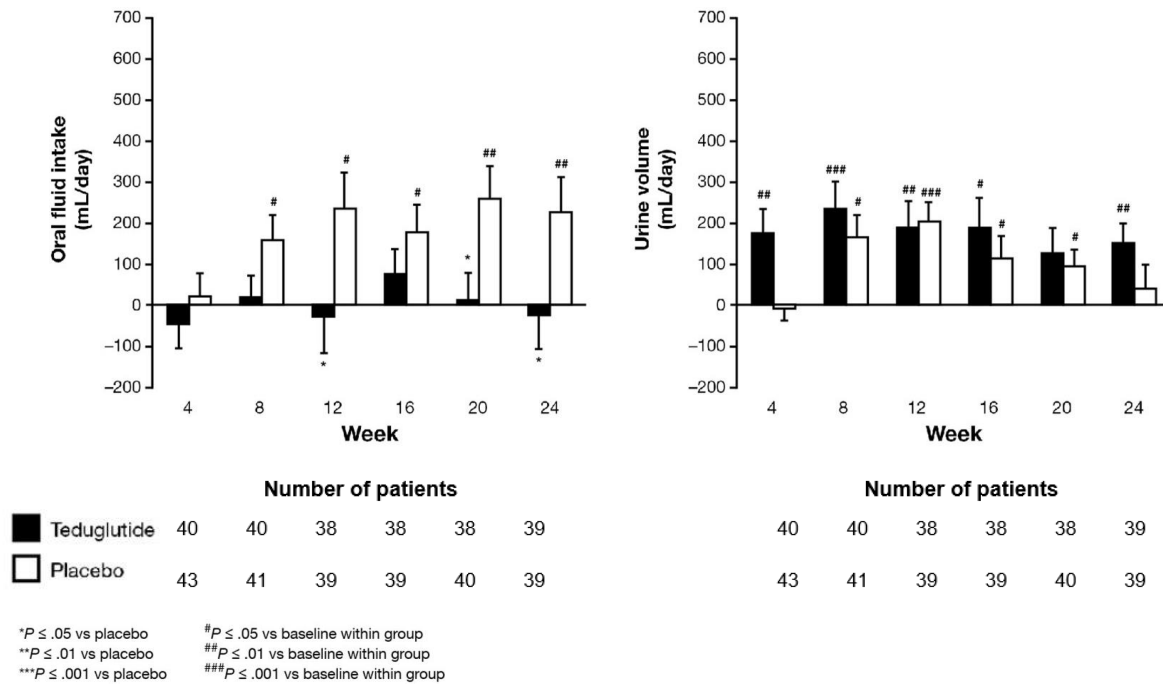 700
600
500
400
300
200
100
0
–100
–200
Oral fluid intake
(mL/day)
#
#
#
##
##
*
*
*
4 8 12 16 20 24
Week
700
600
500
400
300
200
100
0
–100
–200
Urine volume
(mL/day)
##
###
#
##
###
#
#
#
##
4 8 12 16 20 24
Week
Number of patients
Teduglutide 40 40 38 38 38 39
Placebo 43 41 39 39 40 39
Number of patients
40 40 38 38 38 39
43 41 39 39 40 39
*P ≤ .05 vs placebo
**P ≤ .01 vs placebo
***P ≤ .001 vs placebo
#P ≤ .05 vs baseline within group
##P ≤ .01 vs baseline within group
###P ≤ .001 vs baseline within group